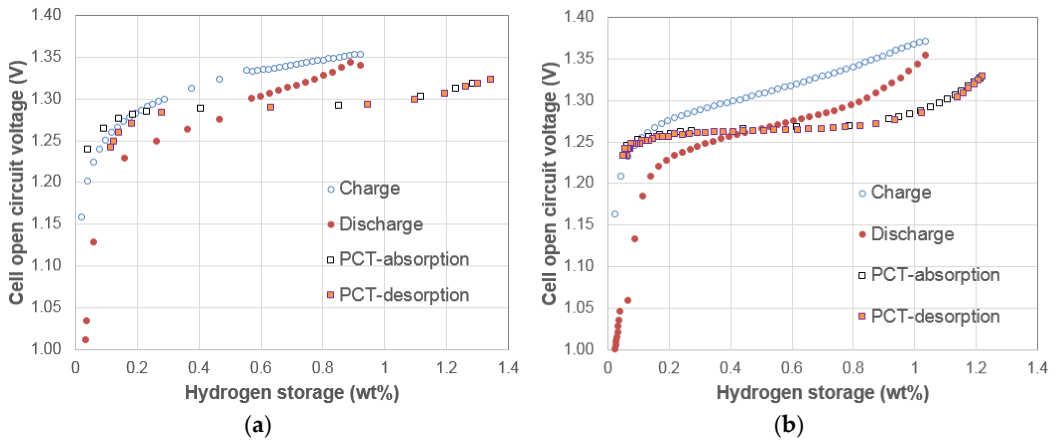 Cell open circuit voltage (V)
1.40
1.35
1.30
1.25
1.20
1.15
1.10
1.05
1.00
Charge
Discharge
PCT-absorption
PCT-desorption
0 0.2 0.4 0.6 0.8 1 1.2 1.4
Hydrogen storage (wt%)
(a)
Cell open circuit voltage (V)
1.40
1.35
1.30
1.25
1.20
1.15
1.10
1.05
1.00
Charge
Discharge
PCT-absorption
PCT-desorption
0 0.2 0.4 0.6 0.8 1 1.2 1.4
Hydrogen storage (wt%)
(b)